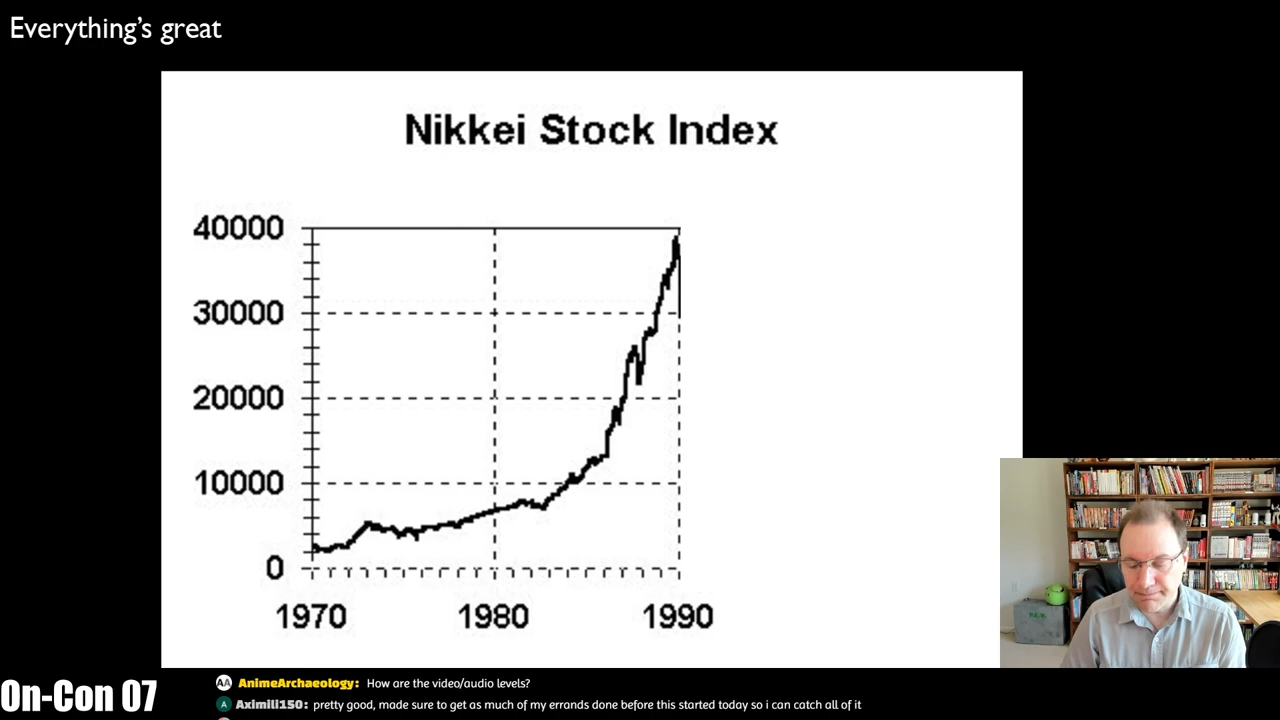 Everything's great
Nikkei Stock Index
40000
30000
20000
10000
0
1970 1980 1990
On-Con 07
AA AnimeArchaeology: How are the video/audio levels?
A Aximili150: pretty good, made sure to get as much of my errands done before this started today so i can catch all of it